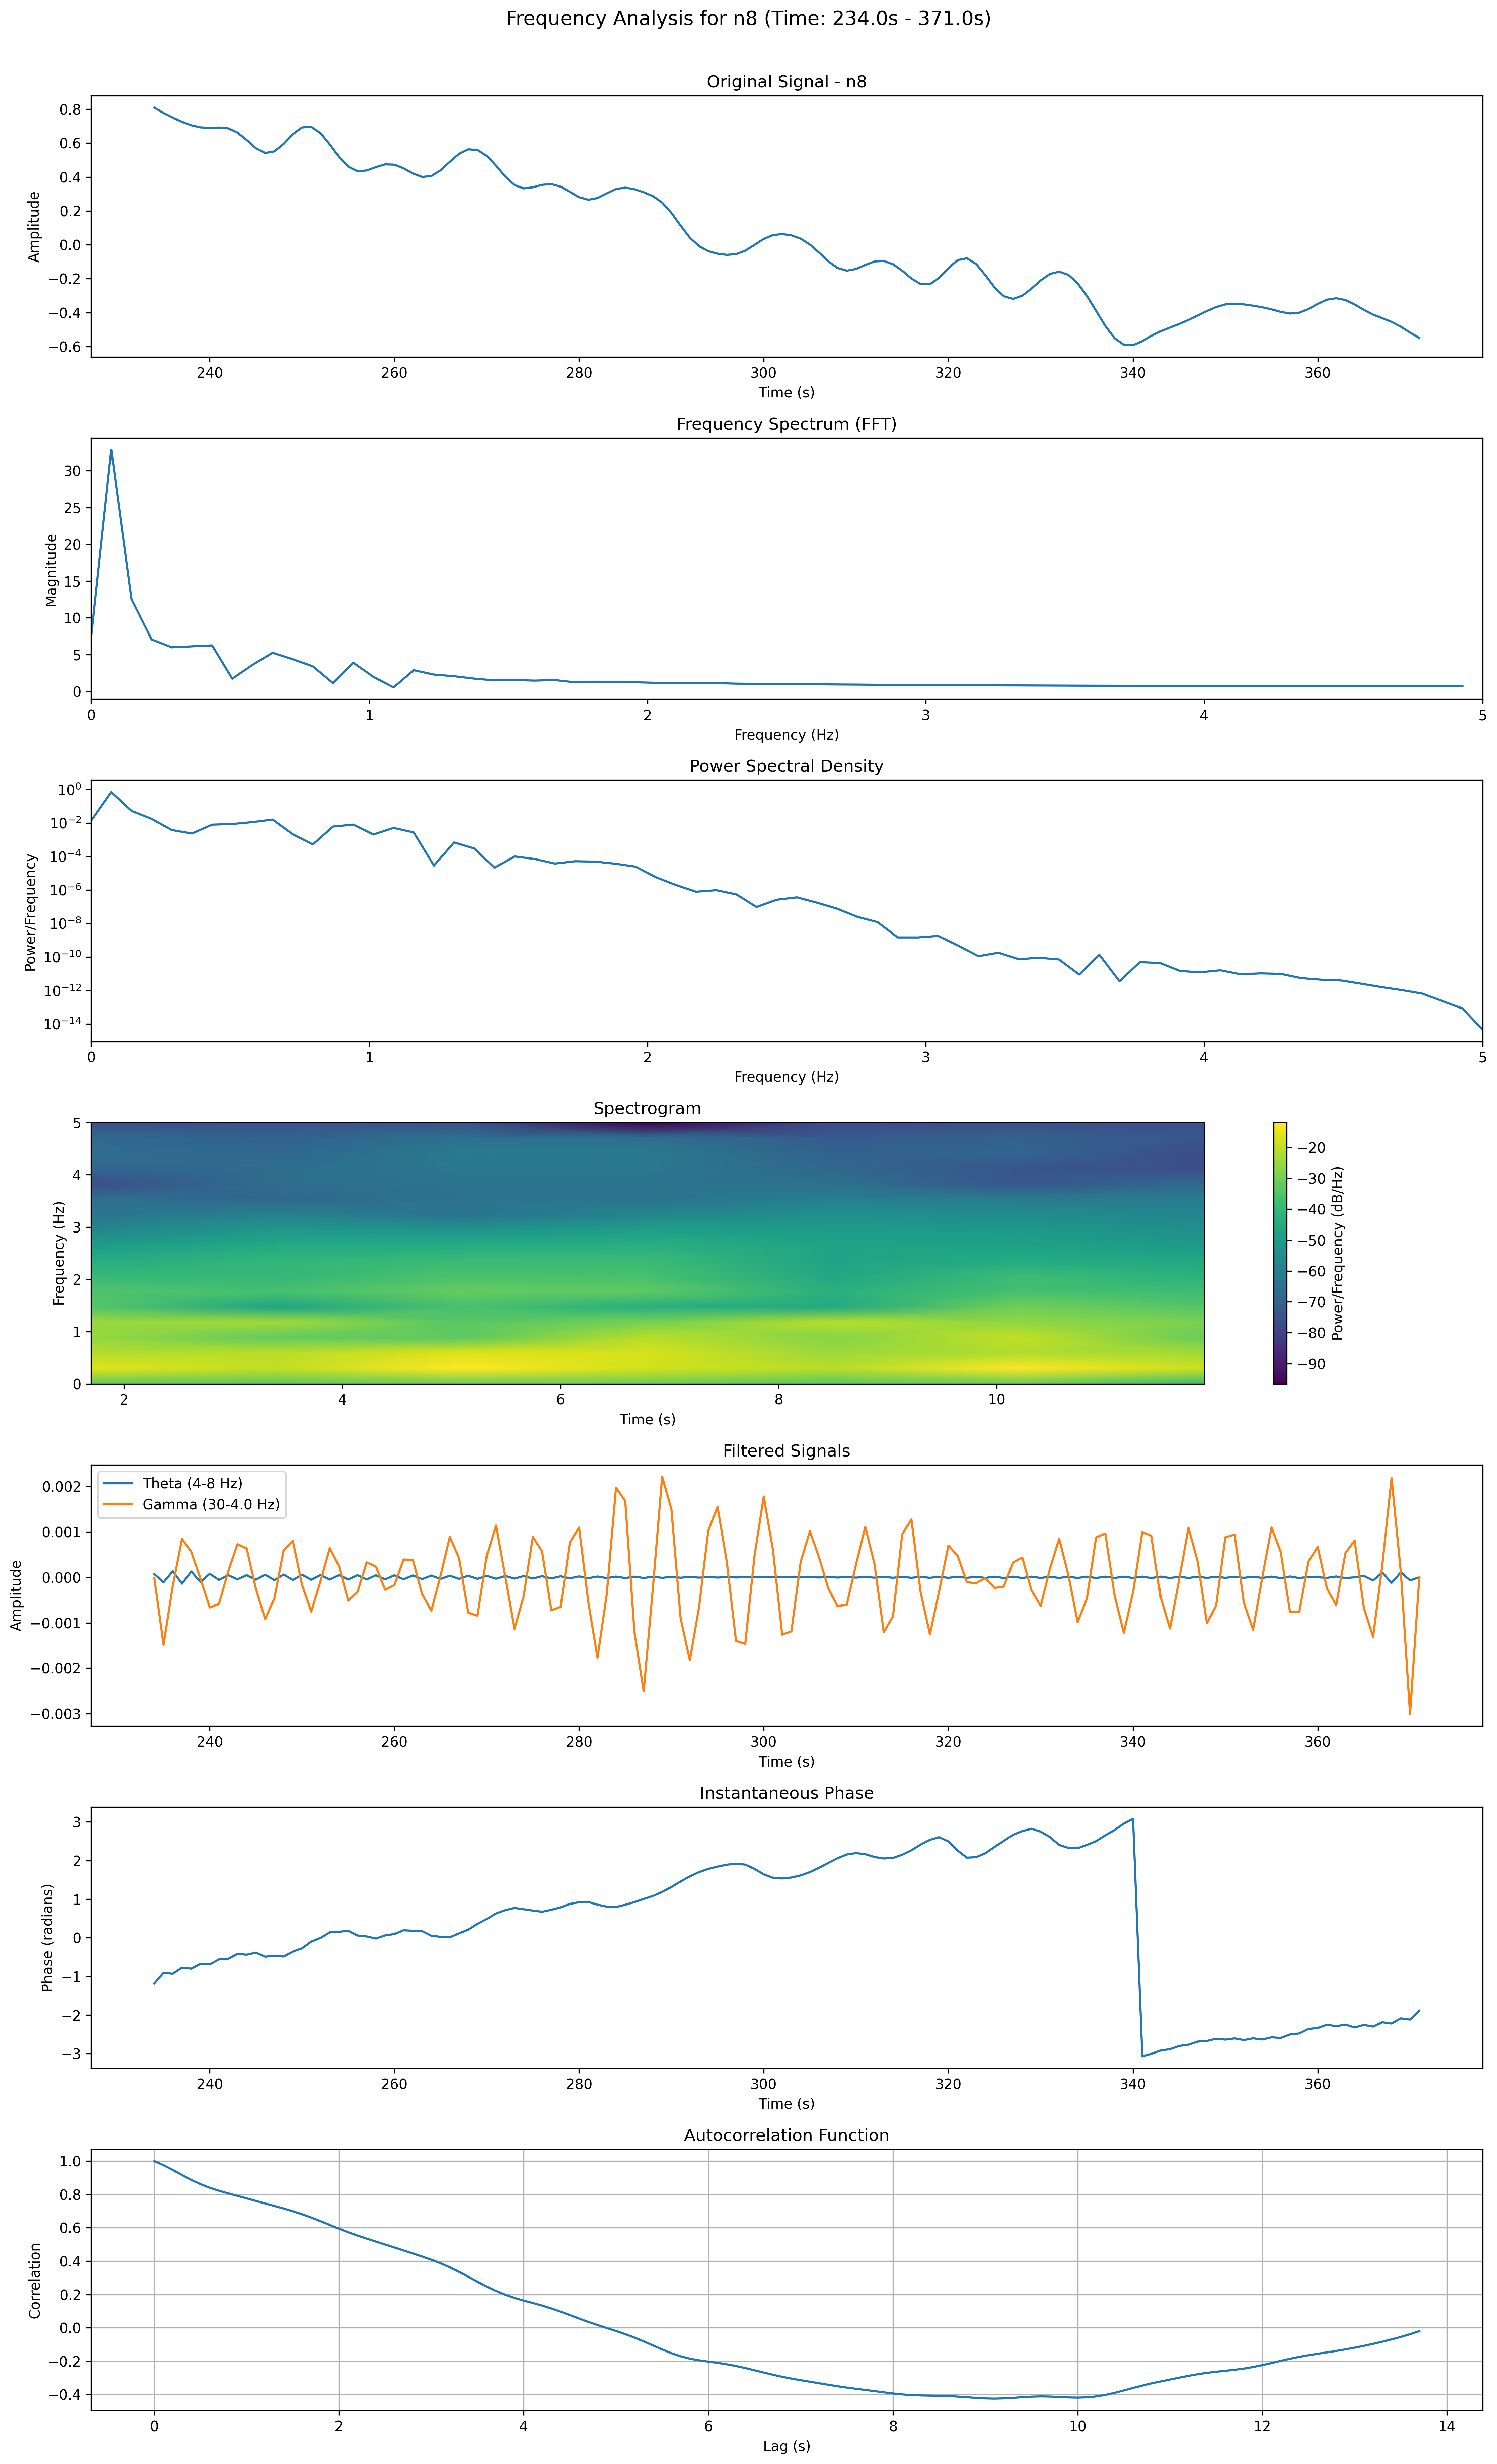 Frequency Analysis for n8 (Time: 234.0s - 371.0s)
Original Signal - n8
Amplitude
0.8
0.6
0.4
0.2
0.0
−0.2
−0.4
−0.6
240 260 280 300 320 340 360
Time (s)
Frequency Spectrum (FFT)
Magnitude
30
25
20
15
10
5
0
0 1 2 3 4 5
Frequency (Hz)
Power Spectral Density
Power/Frequency
10⁰
10⁻²
10⁻⁴
10⁻⁶
10⁻⁸
10⁻¹⁰
10⁻¹²
10⁻¹⁴
0 1 2 3 4 5
Frequency (Hz)
Spectrogram
Frequency (Hz)
5
4
3
2
1
0
2 4 6 8 10
Time (s)
−20
−30
−40
−50
−60
−70
−80
−90
Power/Frequency (dB/Hz)
Filtered Signals
Theta (4-8 Hz)
Gamma (30-4.0 Hz)
Amplitude
0.002
0.001
0.000
−0.001
−0.002
−0.003
240 260 280 300 320 340 360
Time (s)
Instantaneous Phase
Phase (radians)
3
2
1
0
−1
−2
−3
240 260 280 300 320 340 360
Time (s)
Autocorrelation Function
Correlation
1.0
0.8
0.6
0.4
0.2
0.0
−0.2
−0.4
0 2 4 6 8 10 12 14
Lag (s)